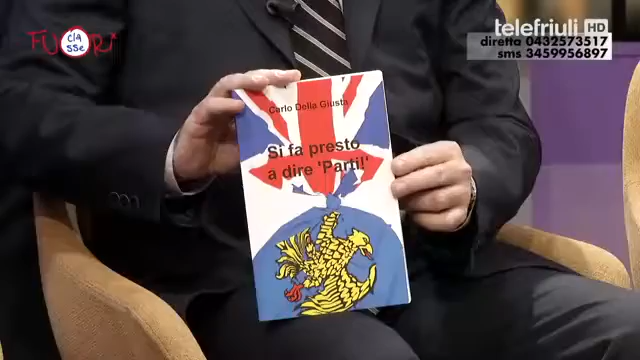 FUORI
cla
sse
telefriuli HD
diretta 0432573517
sms 3459956897
Carlo Della Giusta
Si fa presto
a dire 'Parti!'